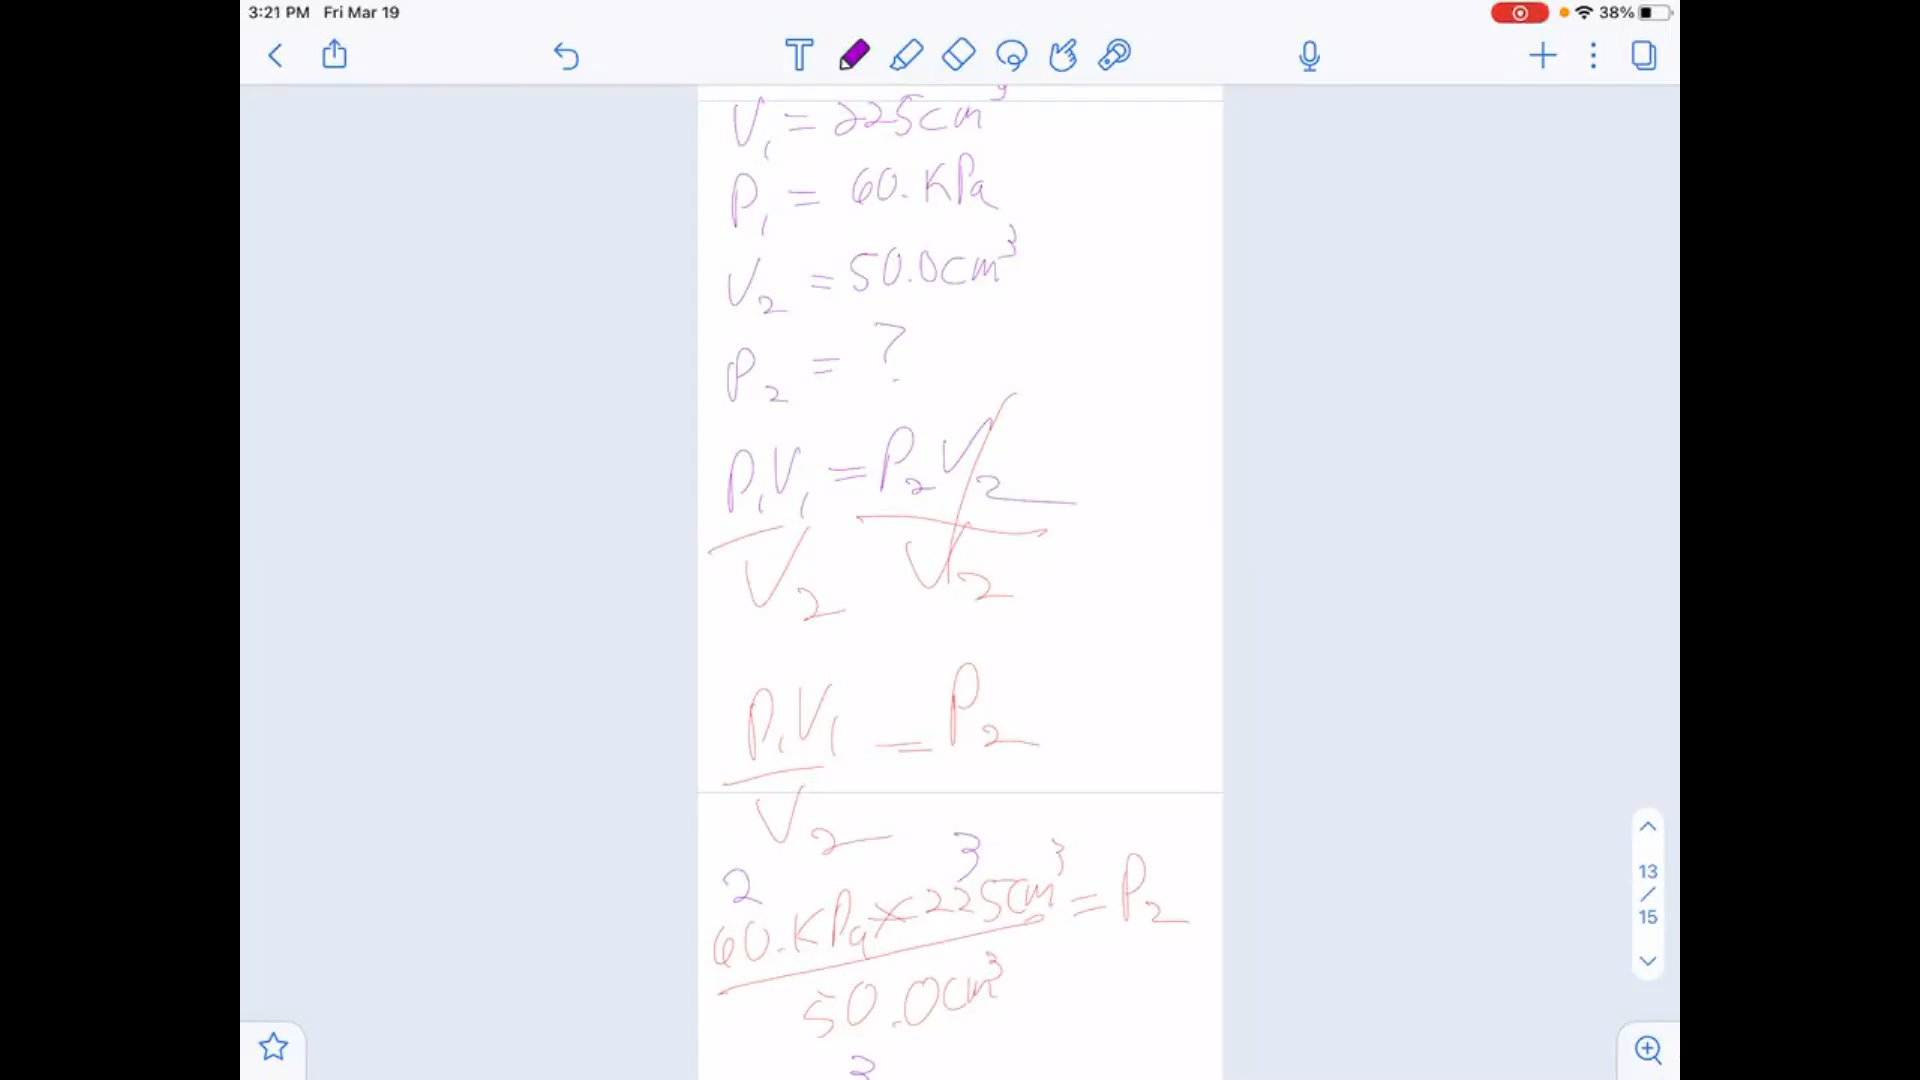 3:21 PM Fri Mar 19
38%
T
V₁ = 225cm³
P₁ = 60.KPa
V₂ = 50.0cm³
P₂ = ?
P₁V₁ = P₂V₂
V₂ V₂
P₁V₁ = P₂
V₂
2 3
60.KPa × 225cm³ = P₂
50.0cm³
3
13
/
15